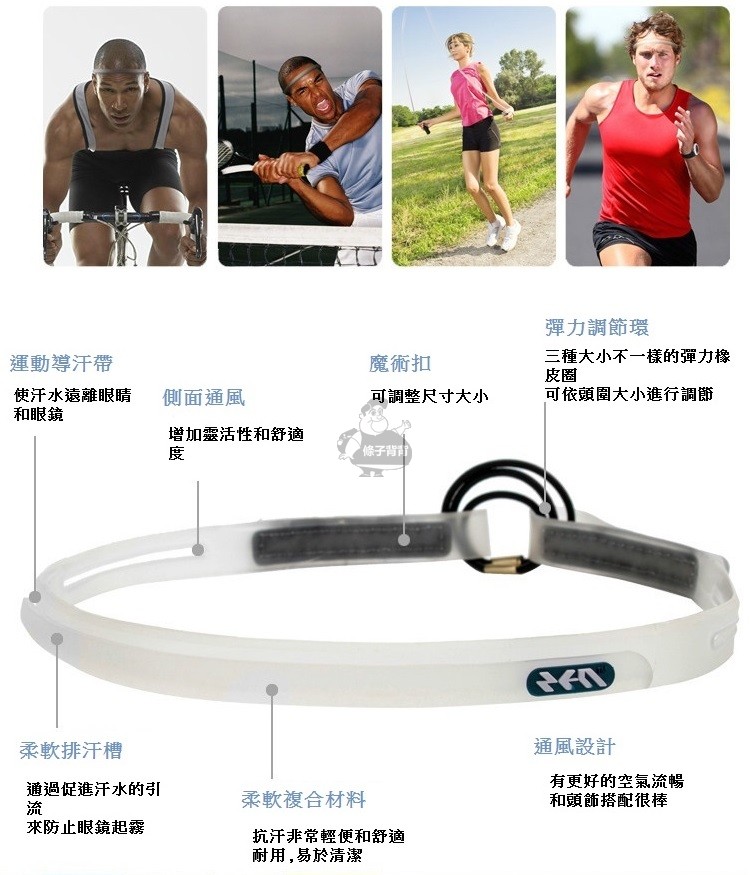 彈力調節環
三種大小不一樣的彈力橡
皮圈
可依頭圍大小進行調節
運動導汗帶
使汗水遠離眼睛
和眼鏡
魔術扣
可調整尺寸大小
側面通風
增加靈活性和舒適
度
條子背背
柔軟排汗槽
通過促進汗水的引
流
來防止眼鏡起霧
柔軟複合材料
抗汗非常輕便和舒適
耐用,易於清潔
通風設計
有更好的空氣流暢
和頭飾搭配很棒